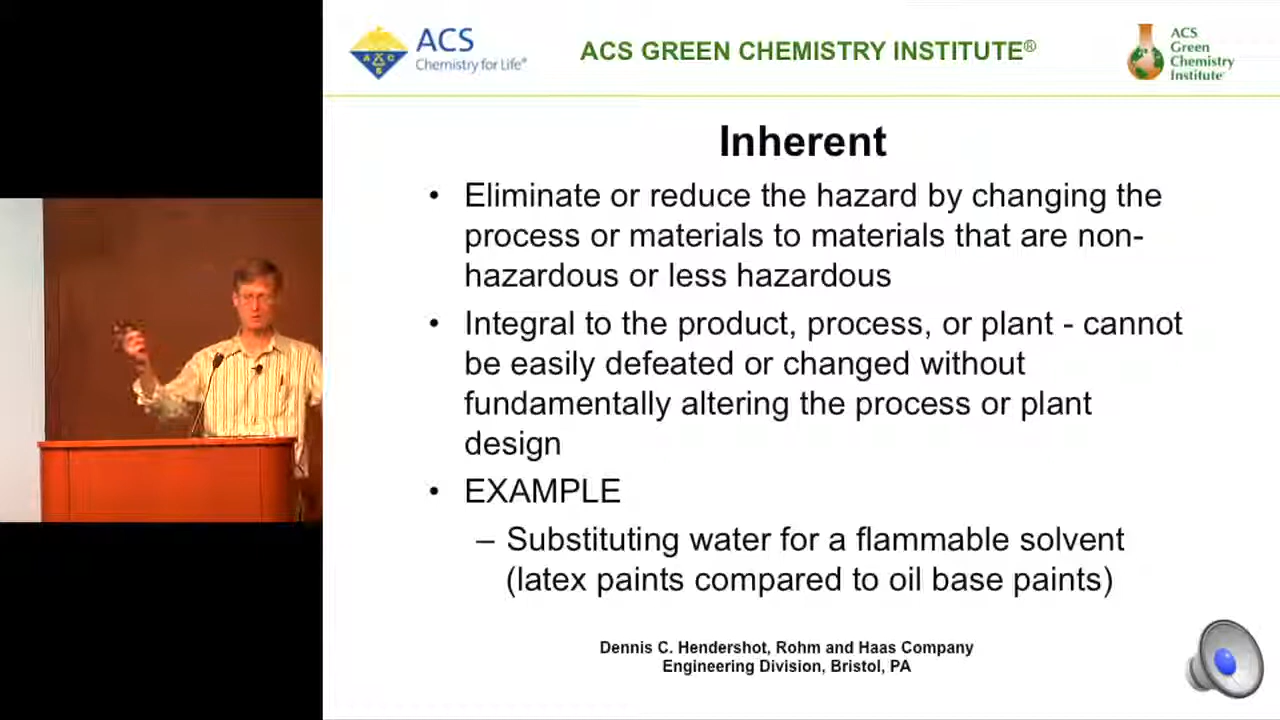 ACS
Chemistry for Life®
ACS GREEN CHEMISTRY INSTITUTE®
ACS
Green
Chemistry
Institute
Inherent
• Eliminate or reduce the hazard by changing the
process or materials to materials that are non-
hazardous or less hazardous
• Integral to the product, process, or plant - cannot
be easily defeated or changed without
fundamentally altering the process or plant
design
• EXAMPLE
– Substituting water for a flammable solvent
(latex paints compared to oil base paints)
Dennis C. Hendershot, Rohm and Haas Company
Engineering Division, Bristol, PA